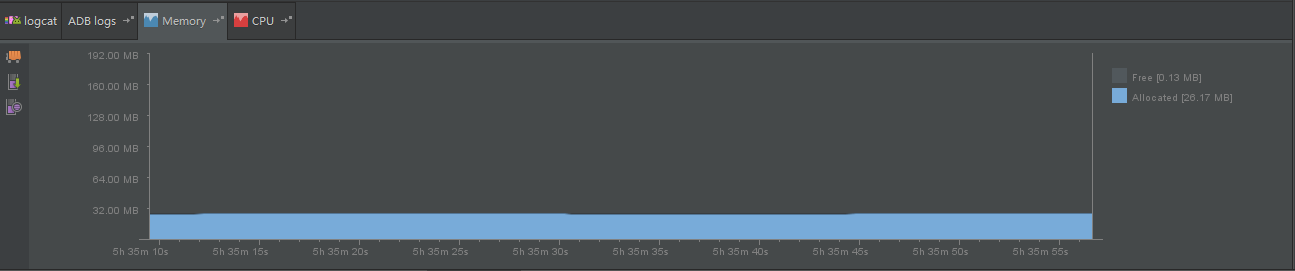 logcat ADB logs Memory CPU
192.00 MB
160.00 MB
128.00 MB
96.00 MB
64.00 MB
32.00 MB
Free [0.13 MB]
Allocated [26.17 MB]
5h 35m 10s 5h 35m 15s 5h 35m 20s 5h 35m 25s 5h 35m 30s 5h 35m 35s 5h 35m 40s 5h 35m 45s 5h 35m 50s 5h 35m 55s